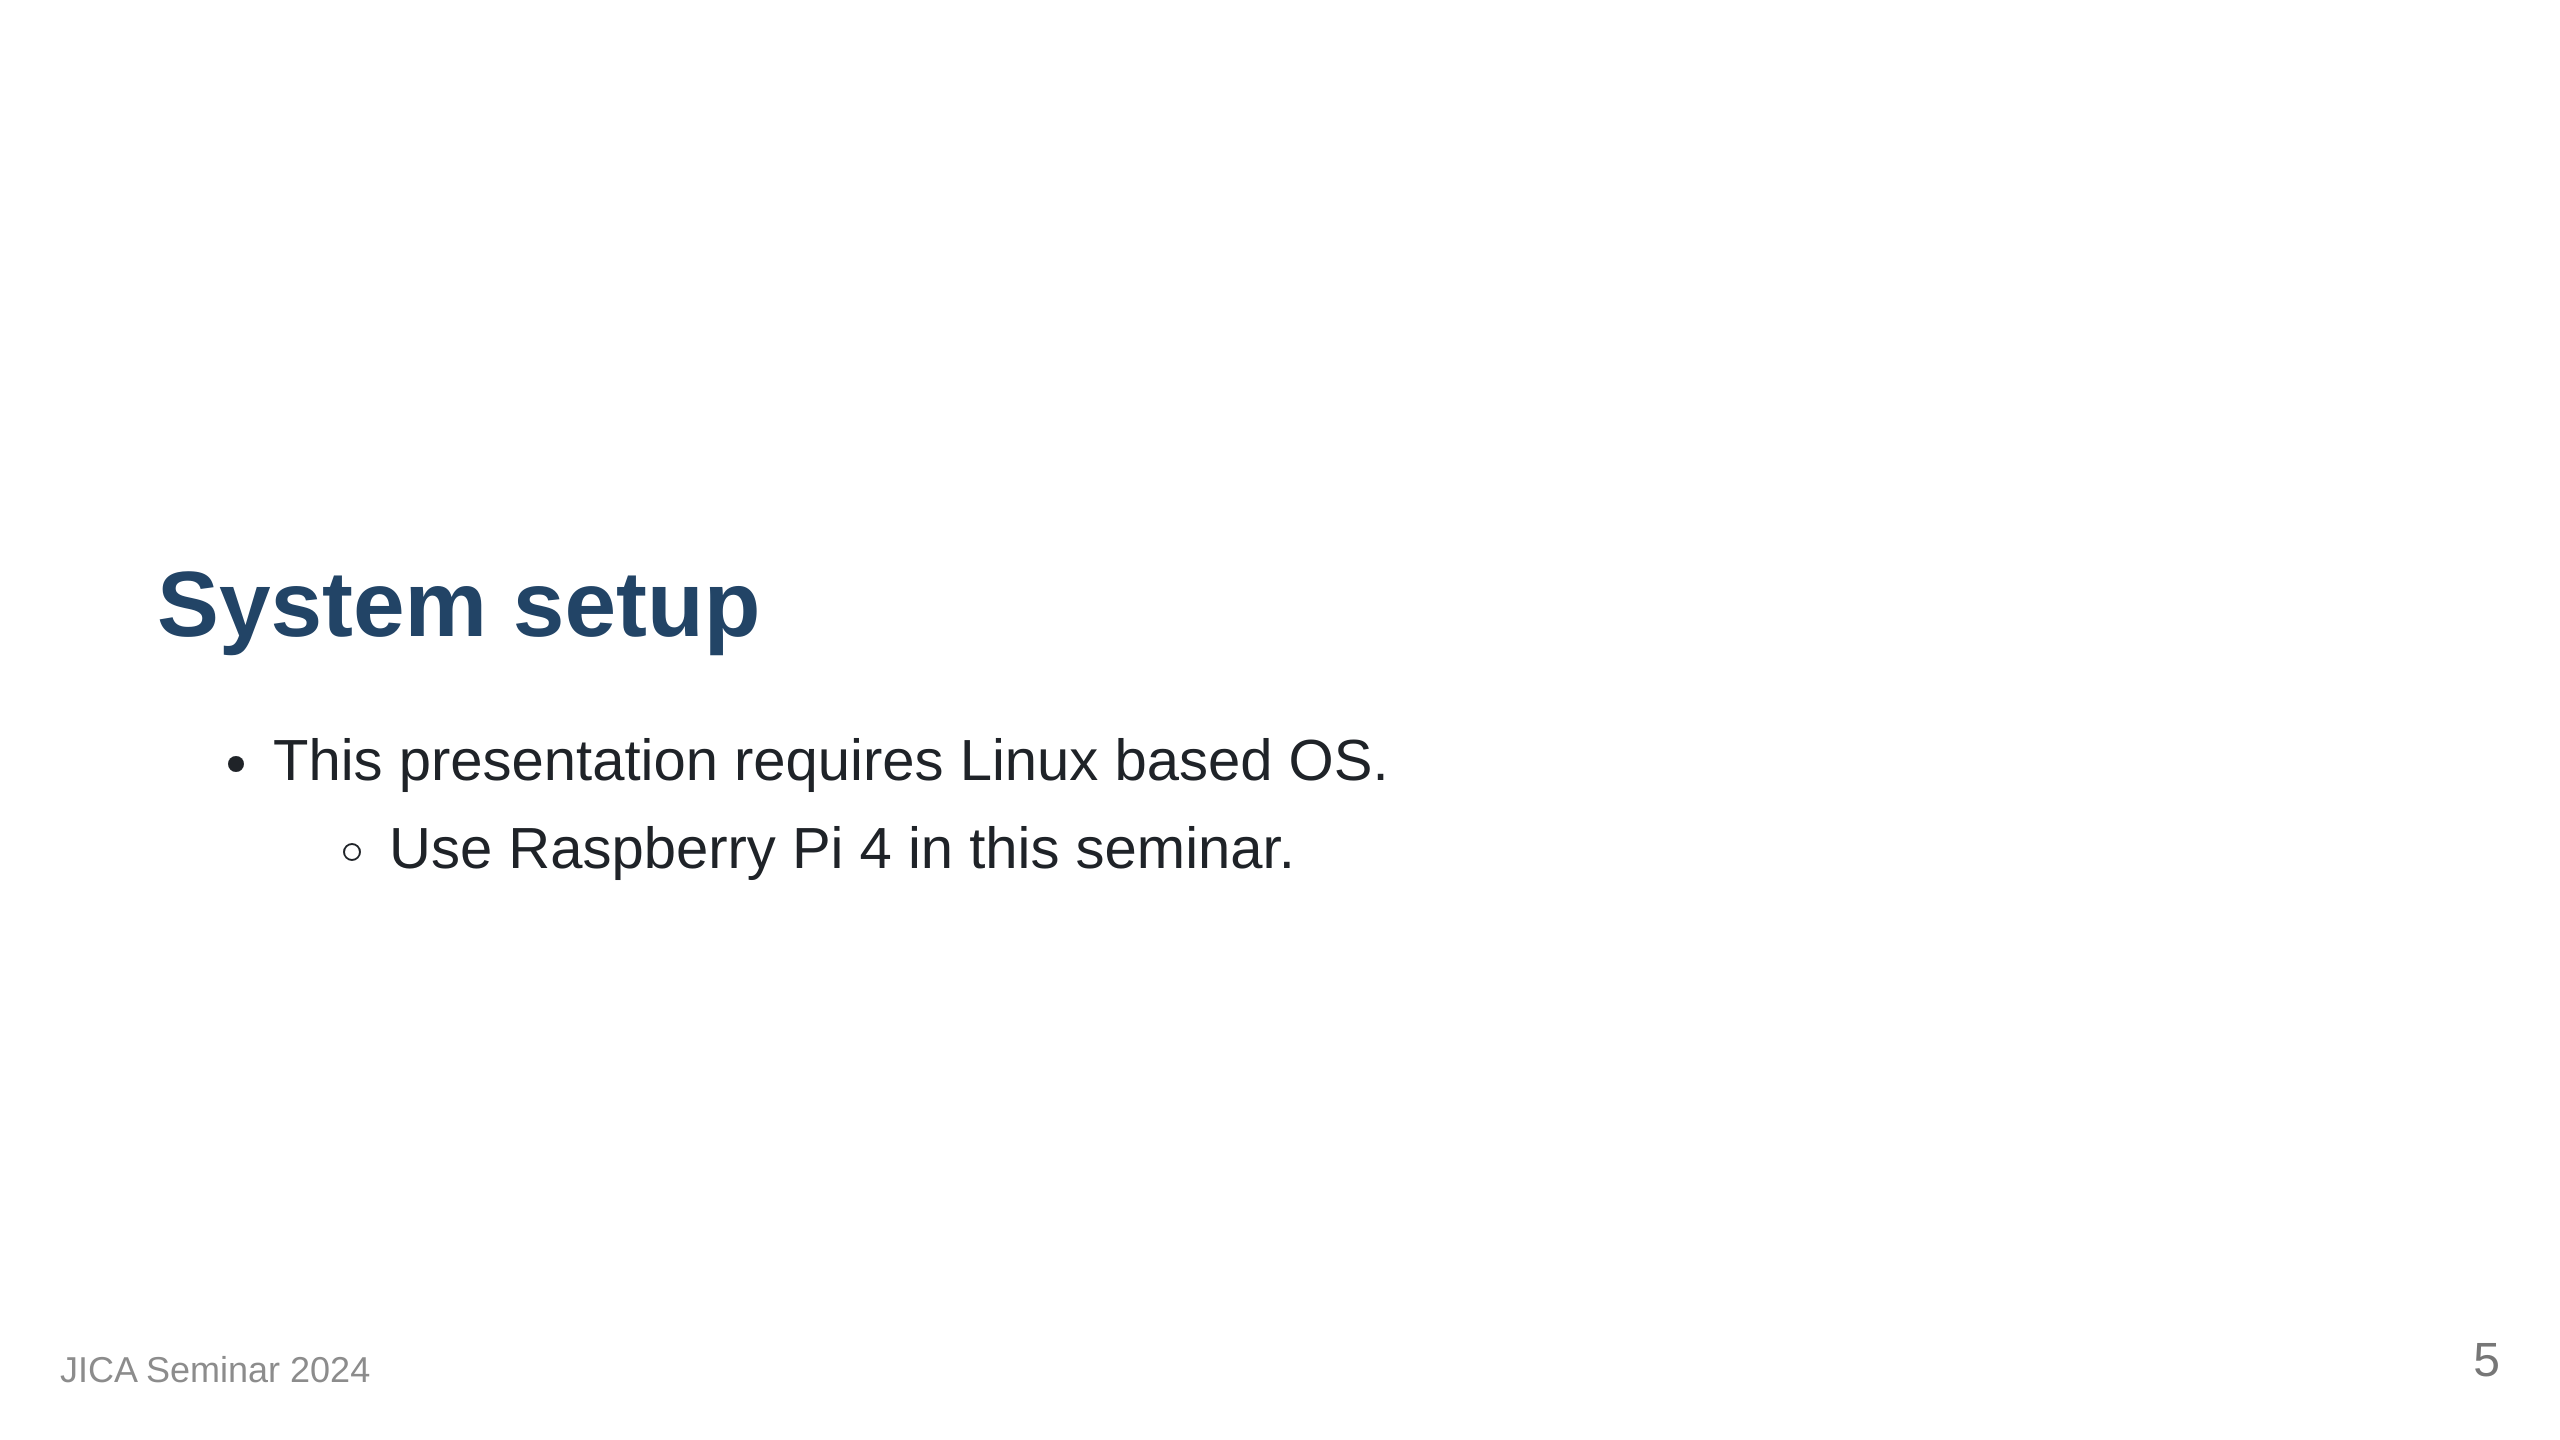 System setup
• This presentation requires Linux based OS.
◦ Use Raspberry Pi 4 in this seminar.
JICA Seminar 2024
5